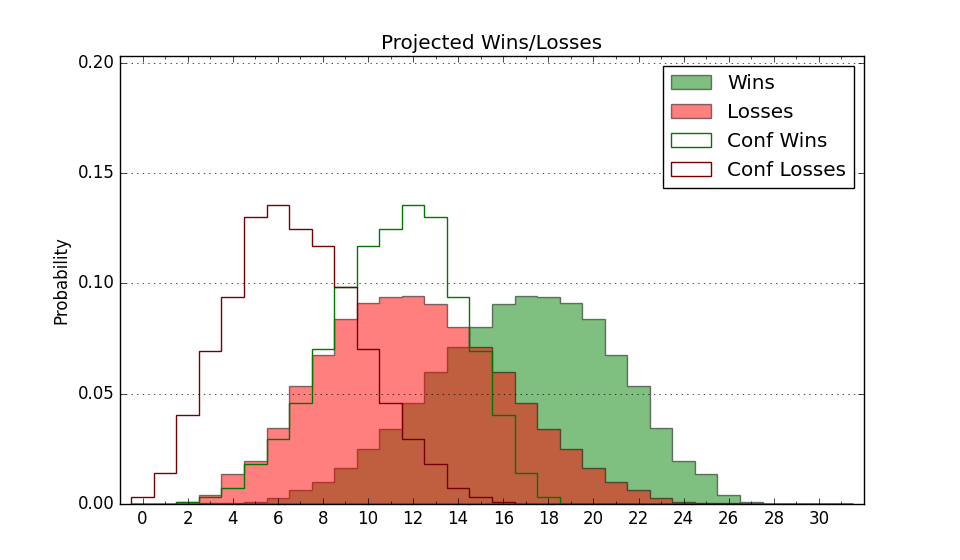 Projected Wins/Losses
0.20
0.15
0.10
0.05
0.00
Probability
Wins
Losses
Conf Wins
Conf Losses
0 2 4 6 8 10 12 14 16 18 20 22 24 26 28 30